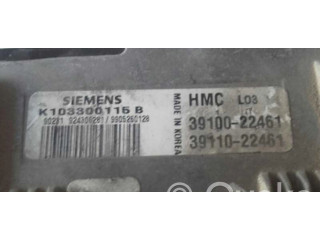 SIEMENS
K103300115 B
MADE IN KOREA
HMC L03
39100-22461
39110-22461